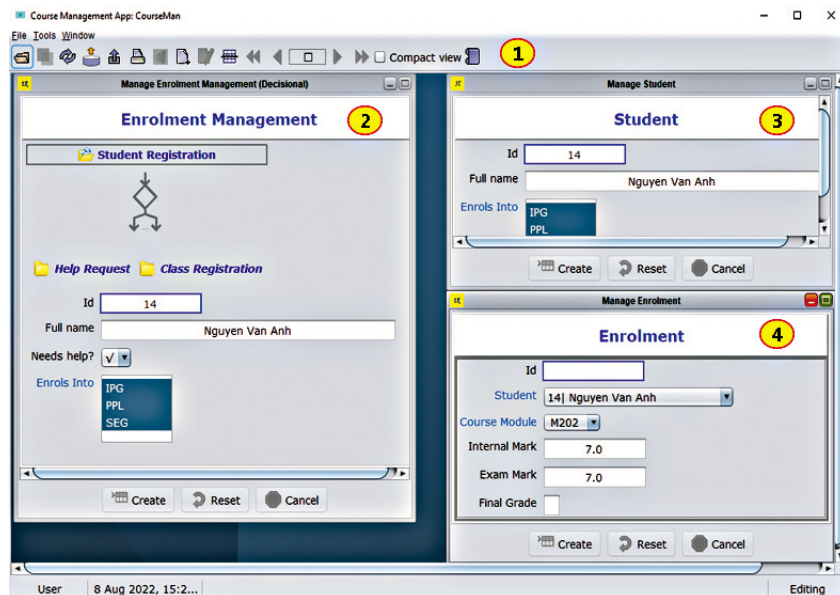 Course Management App: CourseMan
File Tools Window
Compact view
1
Manage Enrolment Management (Decisional)
Enrolment Management
2
Student Registration
...
Help Request Class Registration
Id 14
Full name Nguyen Van Anh
Needs help? √
Enrols Into IPG
PPL
SEG
Create Reset Cancel
Manage Student
Student
3
Id 14
Full name Nguyen Van Anh
Enrols Into IPG
PPL
Create Reset Cancel
Manage Enrolment
Enrolment
4
Id
Student 14| Nguyen Van Anh
Course Module M202
Internal Mark 7.0
Exam Mark 7.0
Final Grade
Create Reset Cancel
User 8 Aug 2022, 15:2... Editing